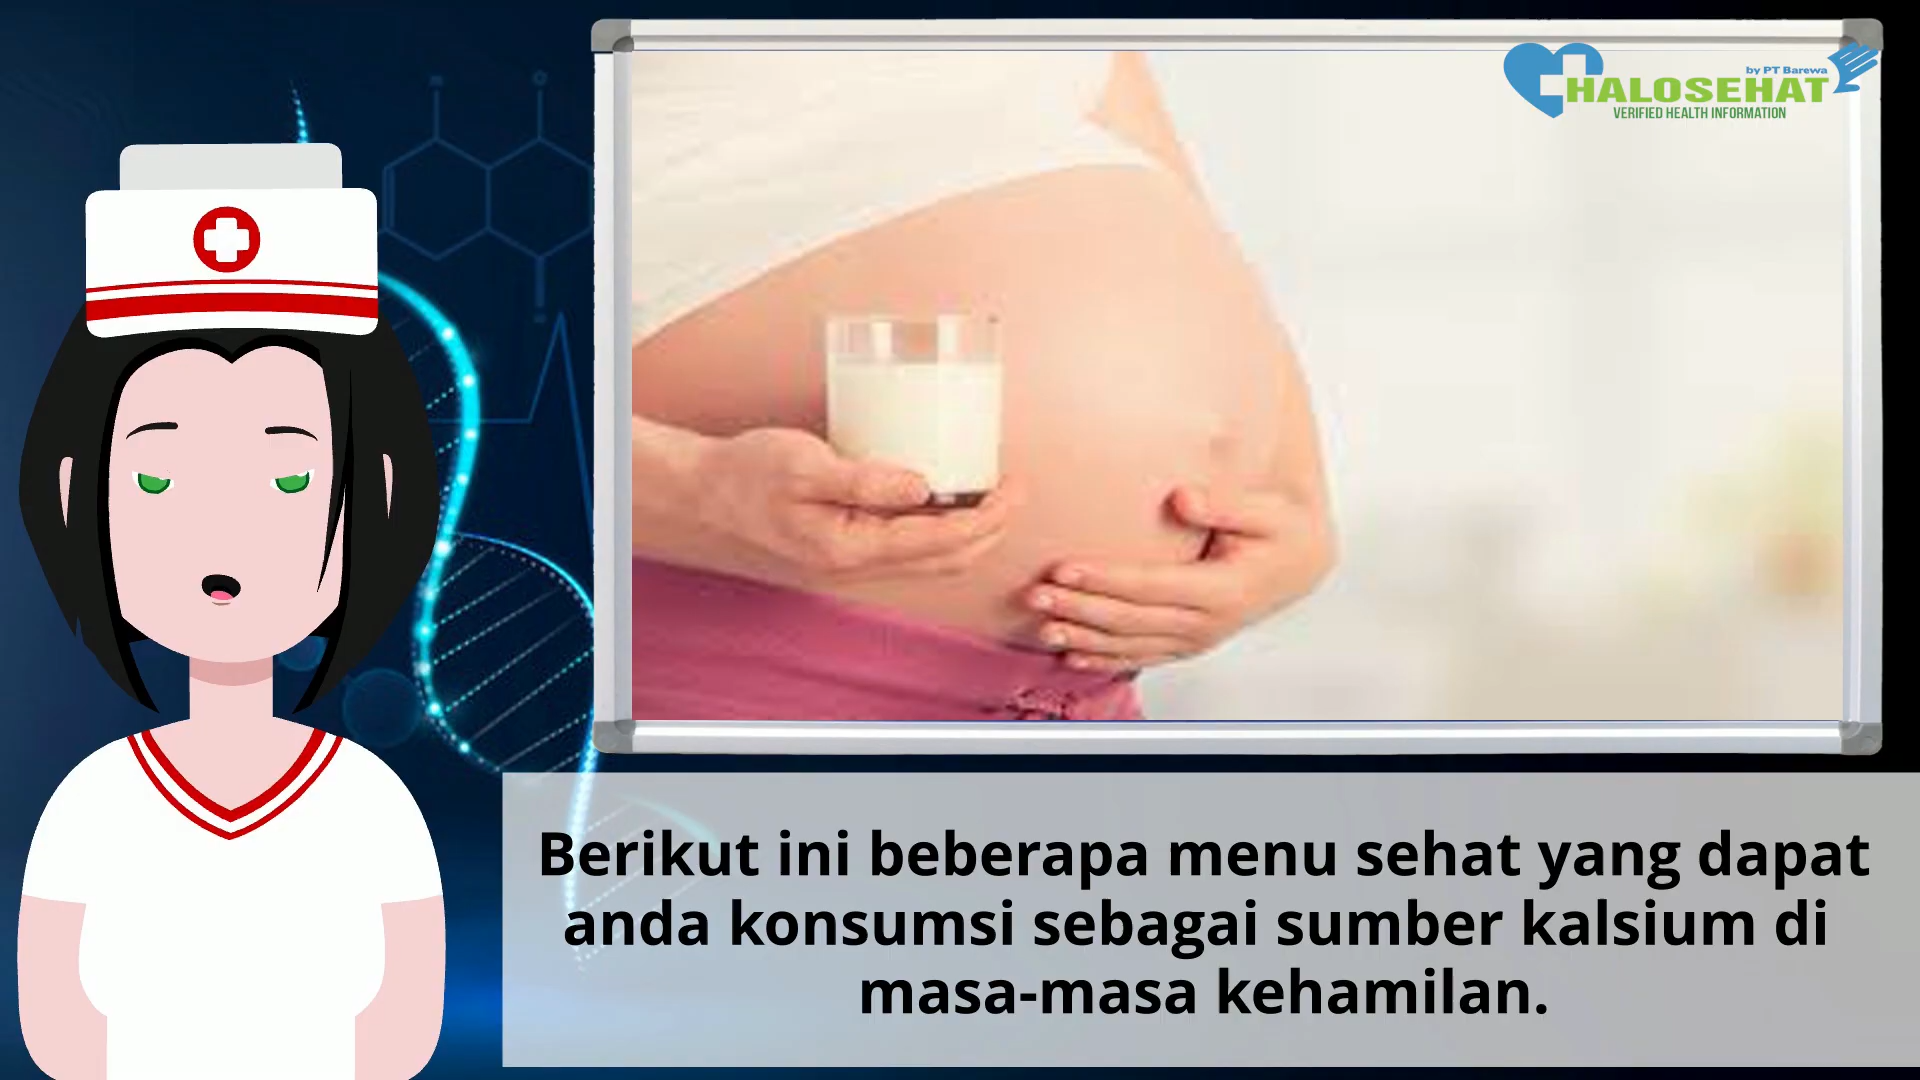 by PT Barewa
HALOSEHAT
VERIFIED HEALTH INFORMATION
Berikut ini beberapa menu sehat yang dapat
anda konsumsi sebagai sumber kalsium di
masa-masa kehamilan.